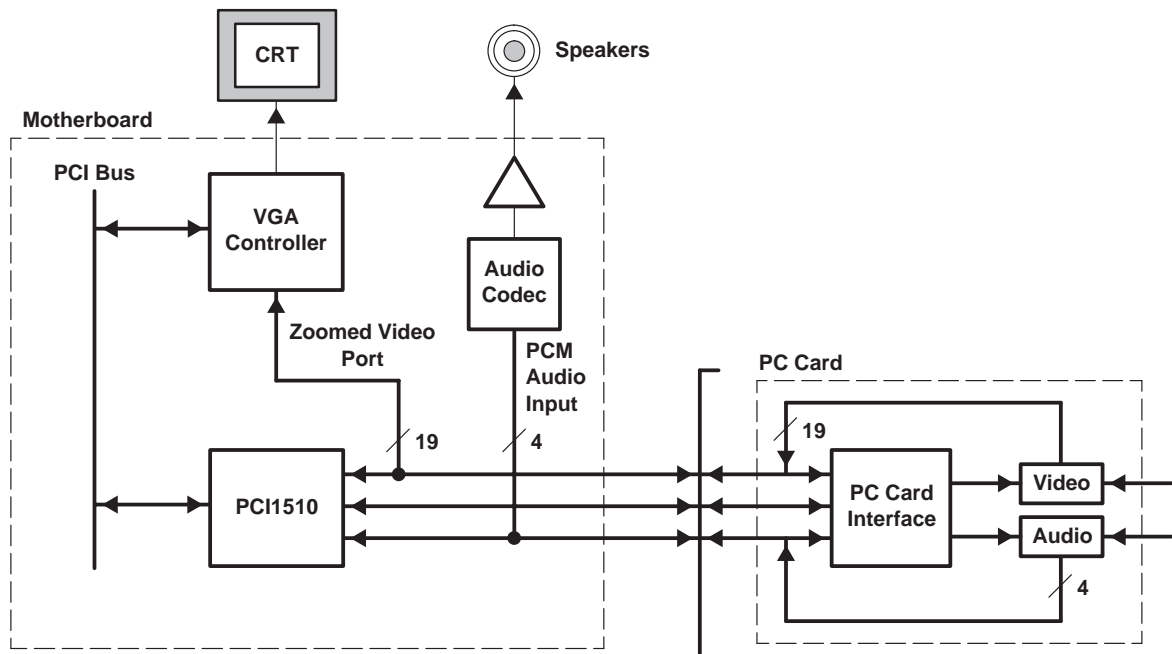 CRT
Speakers
Motherboard
PCI Bus
VGA
Controller
Audio
Codec
Zoomed Video
Port
PCM
Audio
Input
PC Card
19
4
19
PCI1510
PC Card
Interface
Video
Audio
4